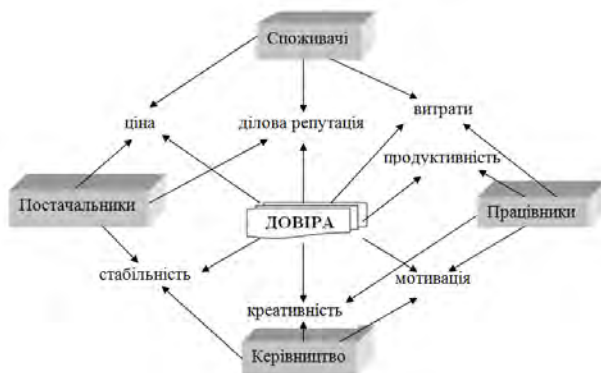 Споживачі
ціна
ділова репутація
витрати
продуктивність
Постачальники
ДОВІРА
Працівники
стабільність
мотивація
креативність
Керівництво